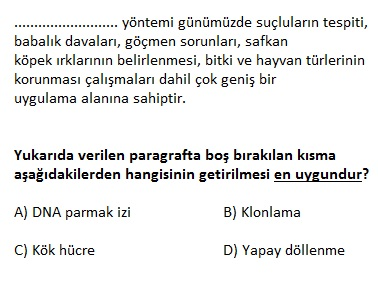 .......................... yöntemi günümüzde suçluların tespiti,
babalık davaları, göçmen sorunları, safkan
köpek ırklarının belirlenmesi, bitki ve hayvan türlerinin
korunması çalışmaları dahil çok geniş bir
uygulama alanına sahiptir.
Yukarıda verilen paragrafta boş bırakılan kısma
aşağıdakilerden hangisinin getirilmesi en uygundur?
A) DNA parmak izi B) Klonlama
C) Kök hücre D) Yapay döllenme